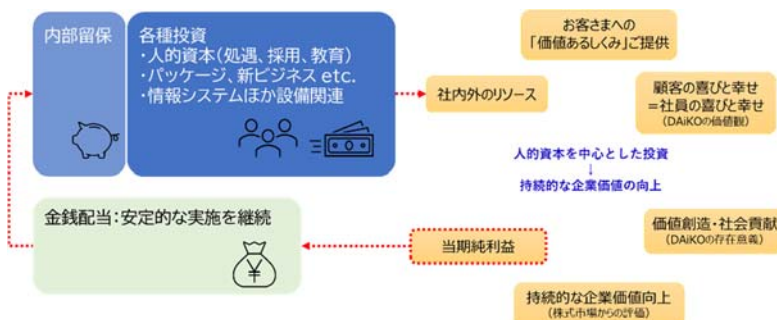 内部留保
各種投資
・人的資本(処遇、採用、教育)
・パッケージ、新ビジネス etc.
・情報システムほか設備関連
お客さまへの
「価値あるしくみ」ご提供
社内外のリソース
顧客の喜びと幸せ
=社員の喜びと幸せ
(DAiKOの価値観)
人的資本を中心とした投資
↓
持続的な企業価値の向上
金銭配当:安定的な実施を継続
¥
当期純利益
価値創造・社会貢献
(DAiKOの存在意義)
持続的な企業価値向上
(株式市場からの評価)